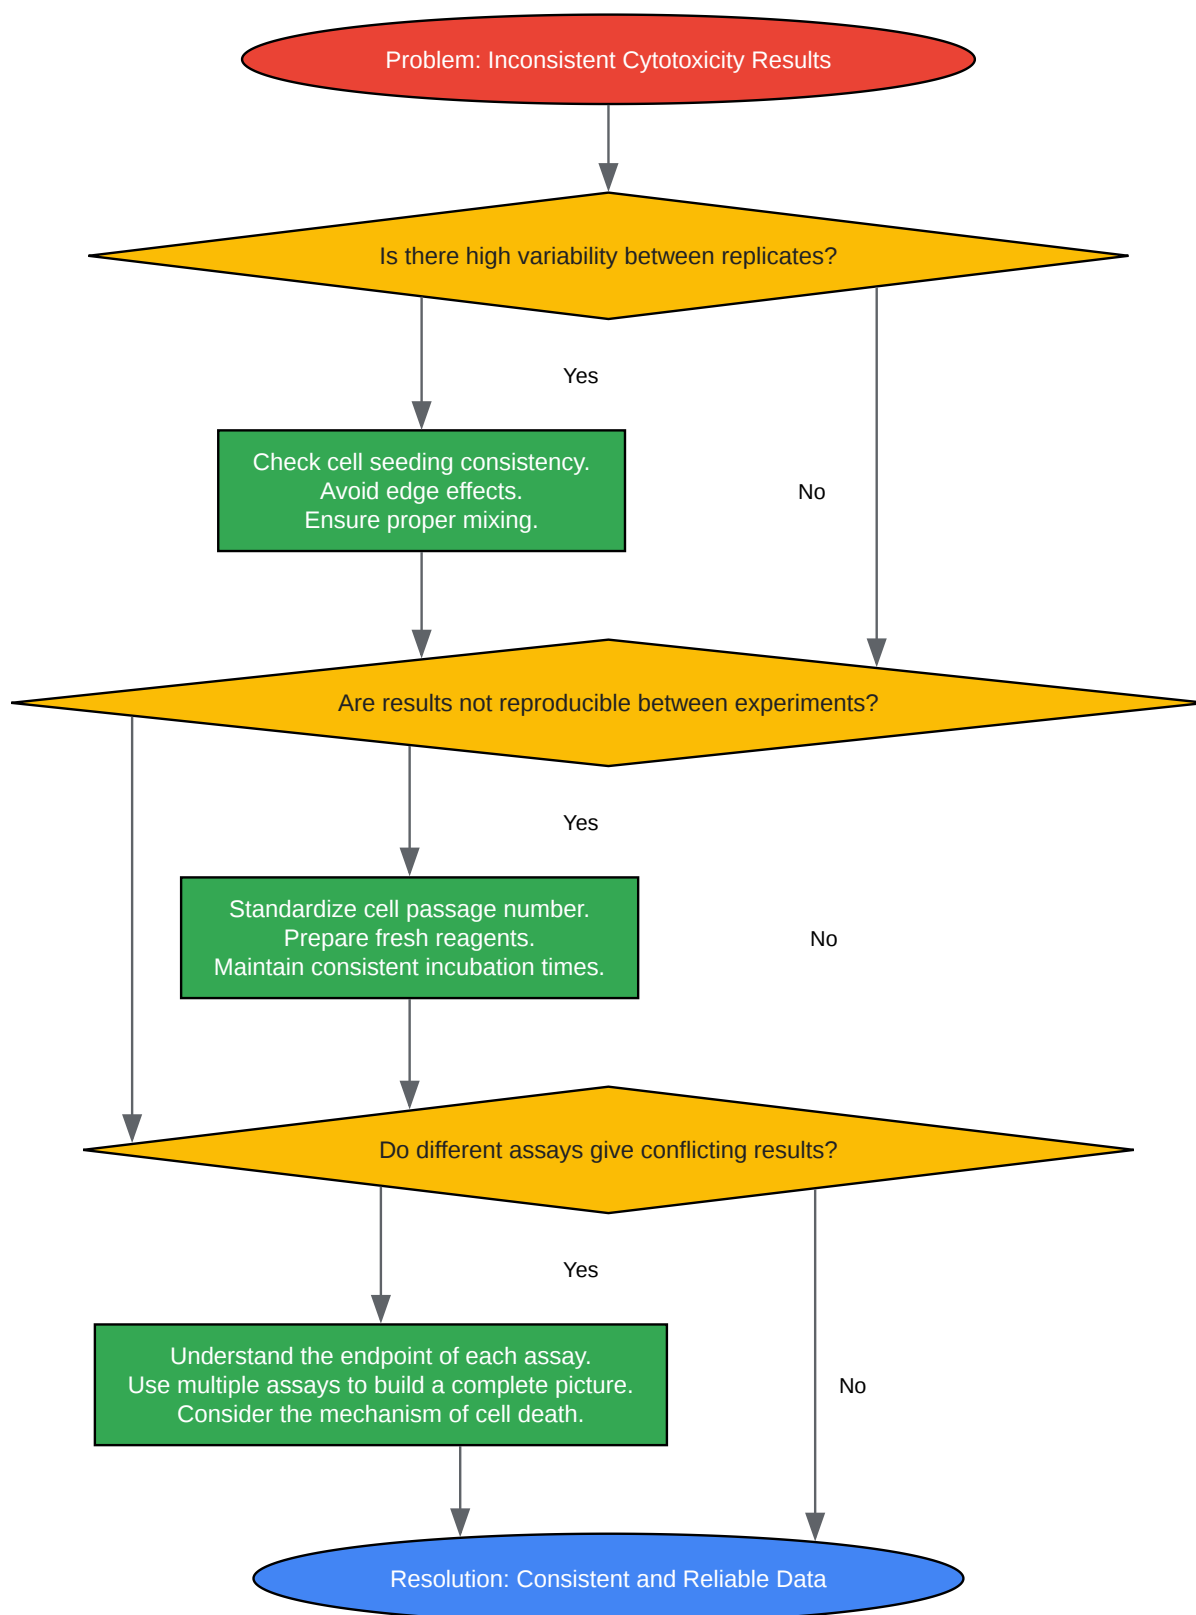 Problem: Inconsistent Cytotoxicity Results
Is there high variability between replicates?
Yes
Check cell seeding consistency.
Avoid edge effects.
Ensure proper mixing.
No
Are results not reproducible between experiments?
Yes
Standardize cell passage number.
Prepare fresh reagents.
Maintain consistent incubation times.
No
Do different assays give conflicting results?
Yes
Understand the endpoint of each assay.
Use multiple assays to build a complete picture.
Consider the mechanism of cell death.
No
Resolution: Consistent and Reliable Data